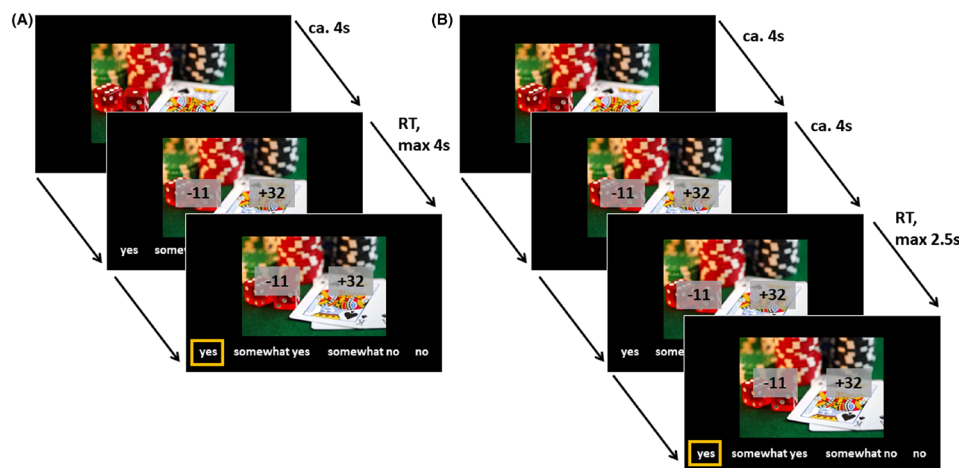 (A)
ca. 4s
RT,
max 4s
-11 +32
yes
-11 +32
yes somewhat yes somewhat no no
(B)
ca. 4s
ca. 4s
RT,
max 2.5s
-11 +32
-11 +32
yes
-11 +32
yes somewhat yes somewhat no no